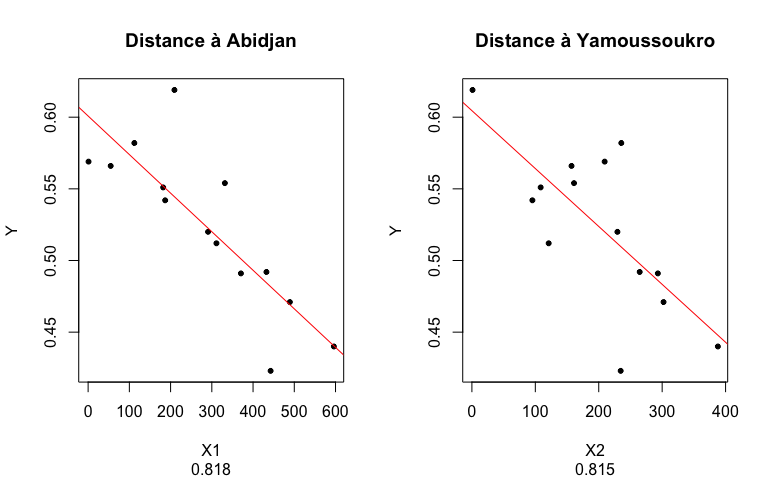 Distance à Abidjan
Y
0.60
0.55
0.50
0.45
0 100 200 300 400 500 600
X1
0.818
Distance à Yamoussoukro
Y
0.60
0.55
0.50
0.45
0 100 200 300 400
X2
0.815